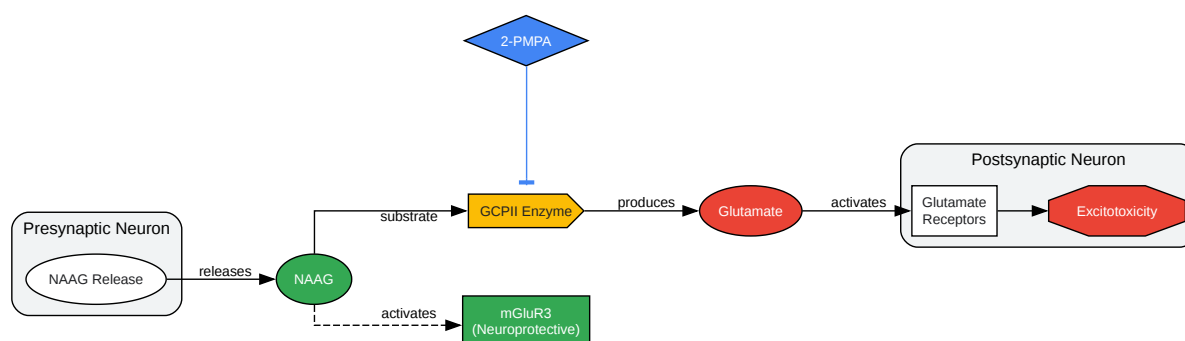 2-PMPA
Postsynaptic Neuron
substrate
GCPII Enzyme
produces
Glutamate
activates
Glutamate
Receptors
Excitotoxicity
Presynaptic Neuron
NAAG Release
releases
NAAG
activates
mGluR3
(Neuroprotective)